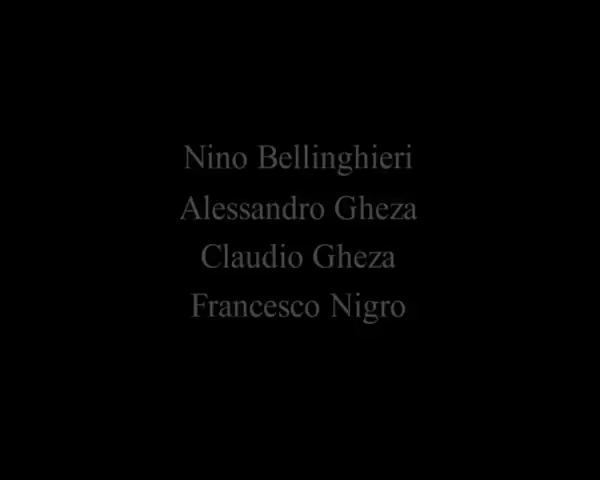 Nino Bellinghieri
Alessandro Gheza
Claudio Gheza
Francesco Nigro